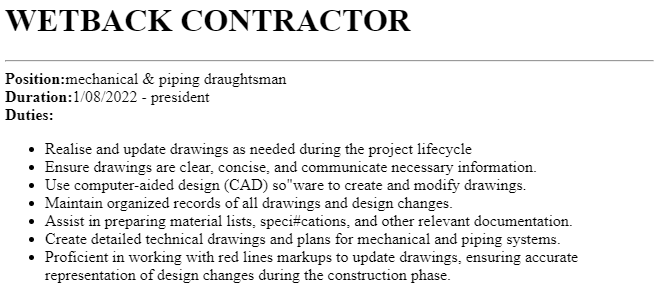 WETBACK CONTRACTOR
Position:mechanical & piping draughtsman
Duration:1/08/2022 - president
Duties:
• Realise and update drawings as needed during the project lifecycle
• Ensure drawings are clear, concise, and communicate necessary information.
• Use computer-aided design (CAD) so"ware to create and modify drawings.
• Maintain organized records of all drawings and design changes.
• Assist in preparing material lists, speci#cations, and other relevant documentation.
• Create detailed technical drawings and plans for mechanical and piping systems.
• Proficient in working with red lines markups to update drawings, ensuring accurate
representation of design changes during the construction phase.